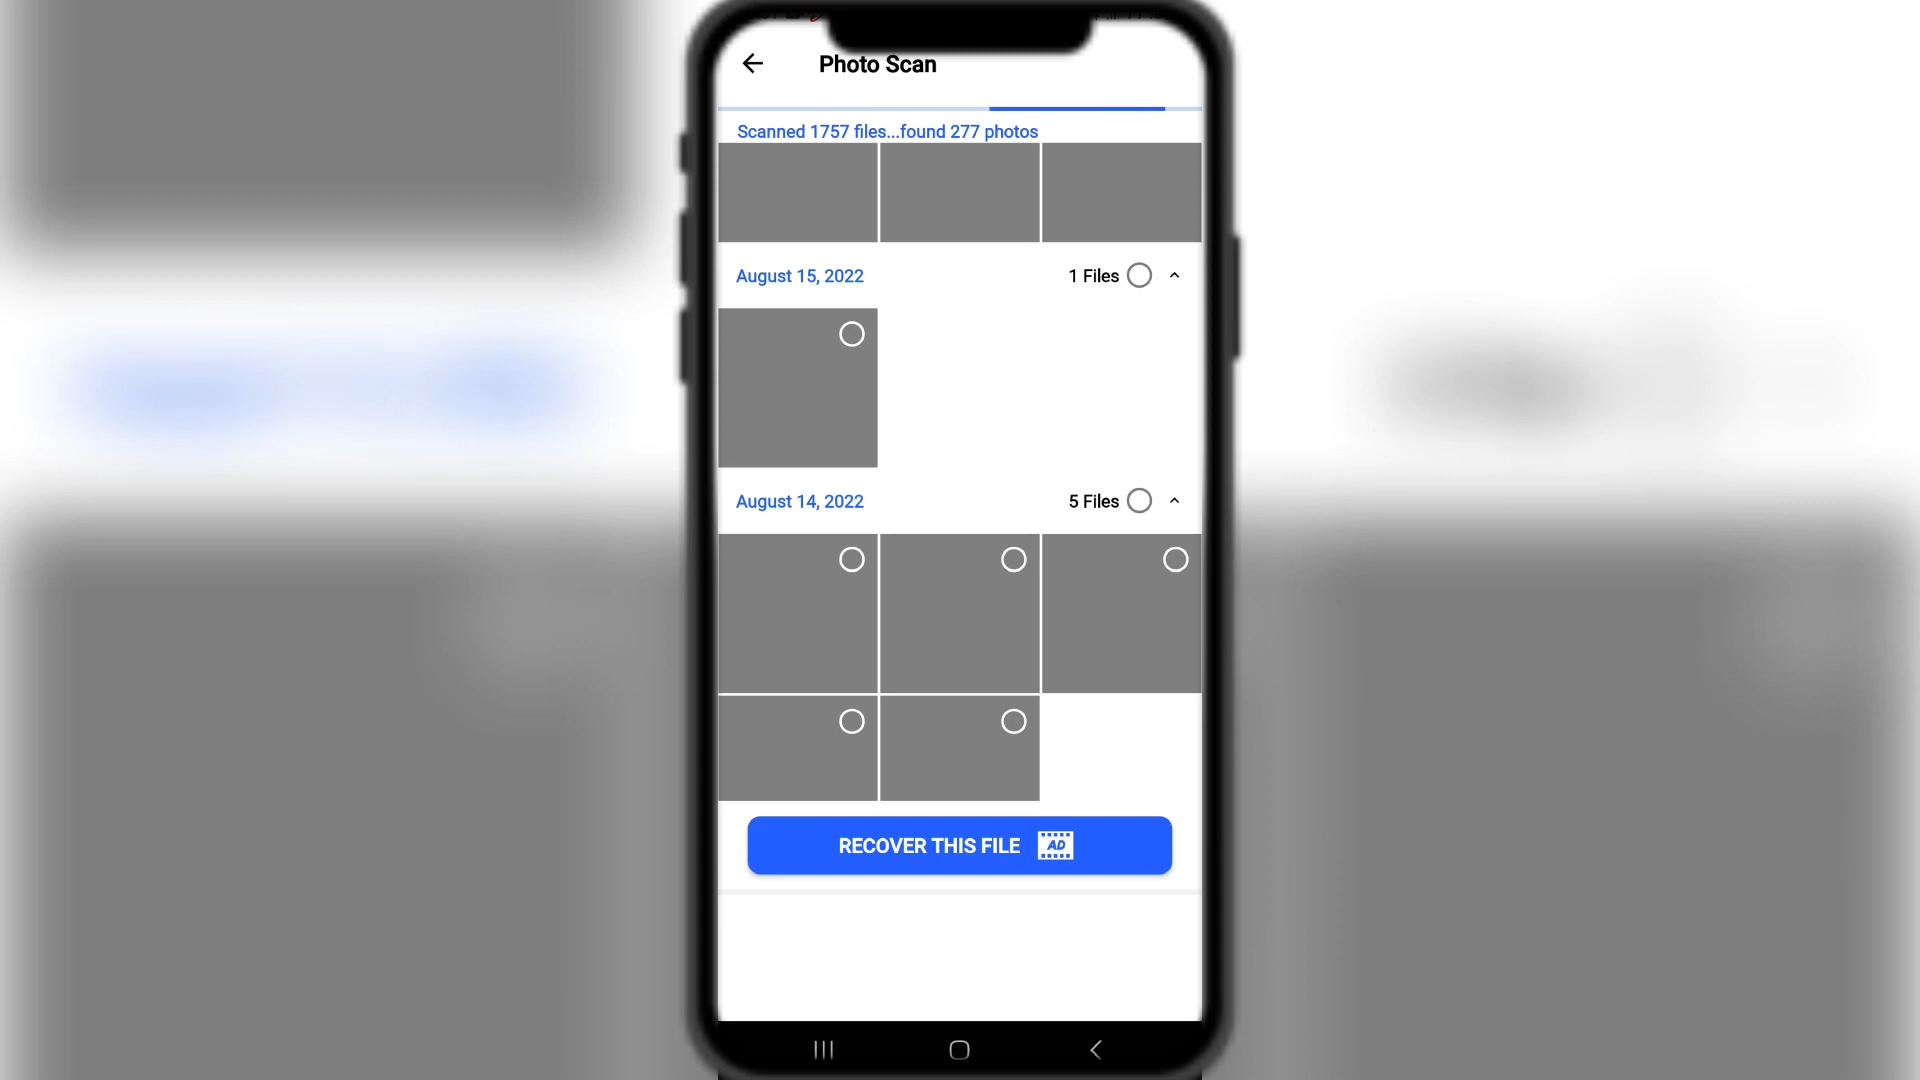 Photo Scan
Scanned 1757 files...found 277 photos
August 15, 2022
1 Files
August 14, 2022
5 Files
RECOVER THIS FILE
AD